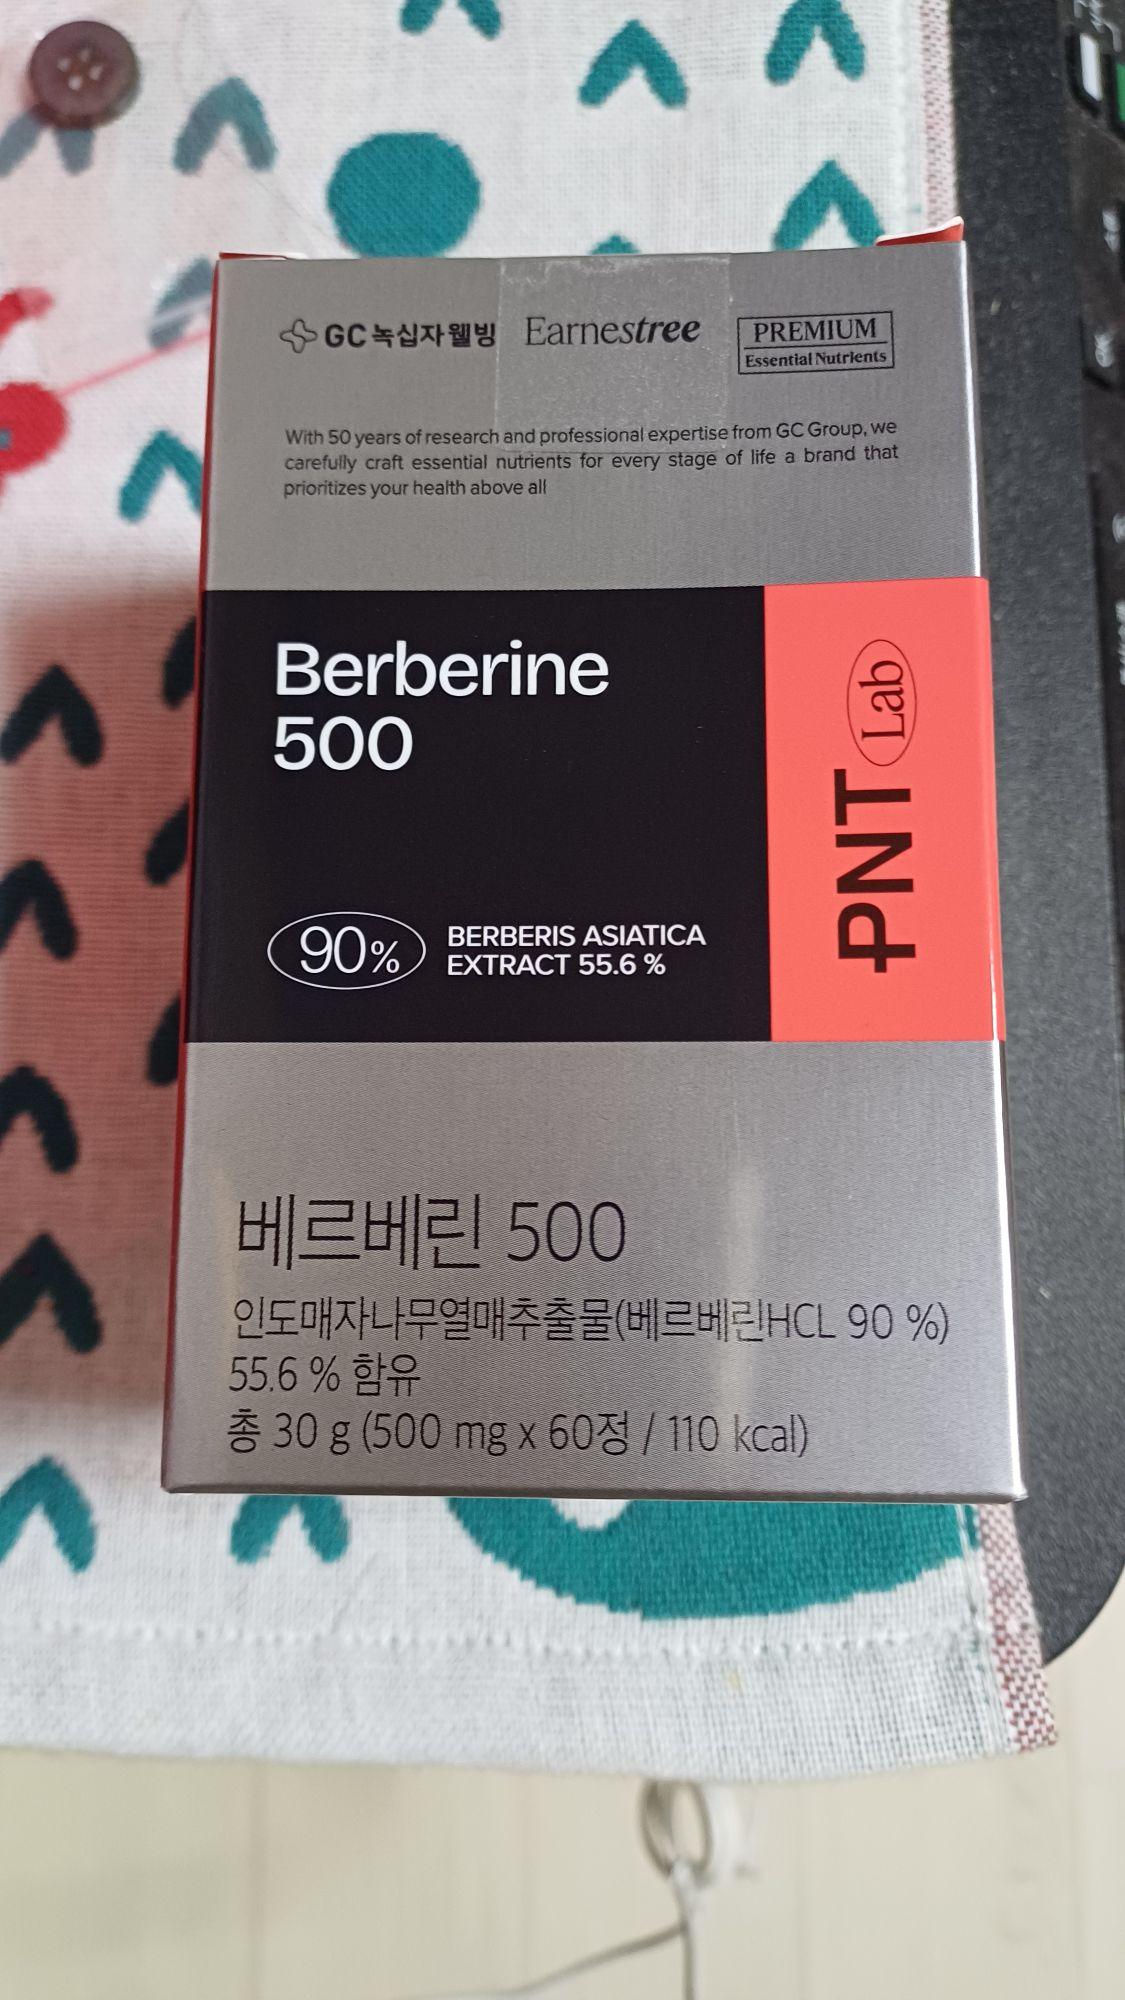 GC녹십자웰빙 Earnestree PREMIUM
Essential Nutrients
With 50 years of research and professional expertise from GC Group, we
carefully craft essential nutrients for every stage of life a brand that
prioritizes your health above all
Berberine
500
90%
BERBERIS ASIATICA
EXTRACT 55.6 %
PNT Lab
베르베린 500
인도매자나무열매추출물(베르베린HCL 90 %)
55.6 % 함유
총 30 g (500 mg x 60정 / 110 kcal)